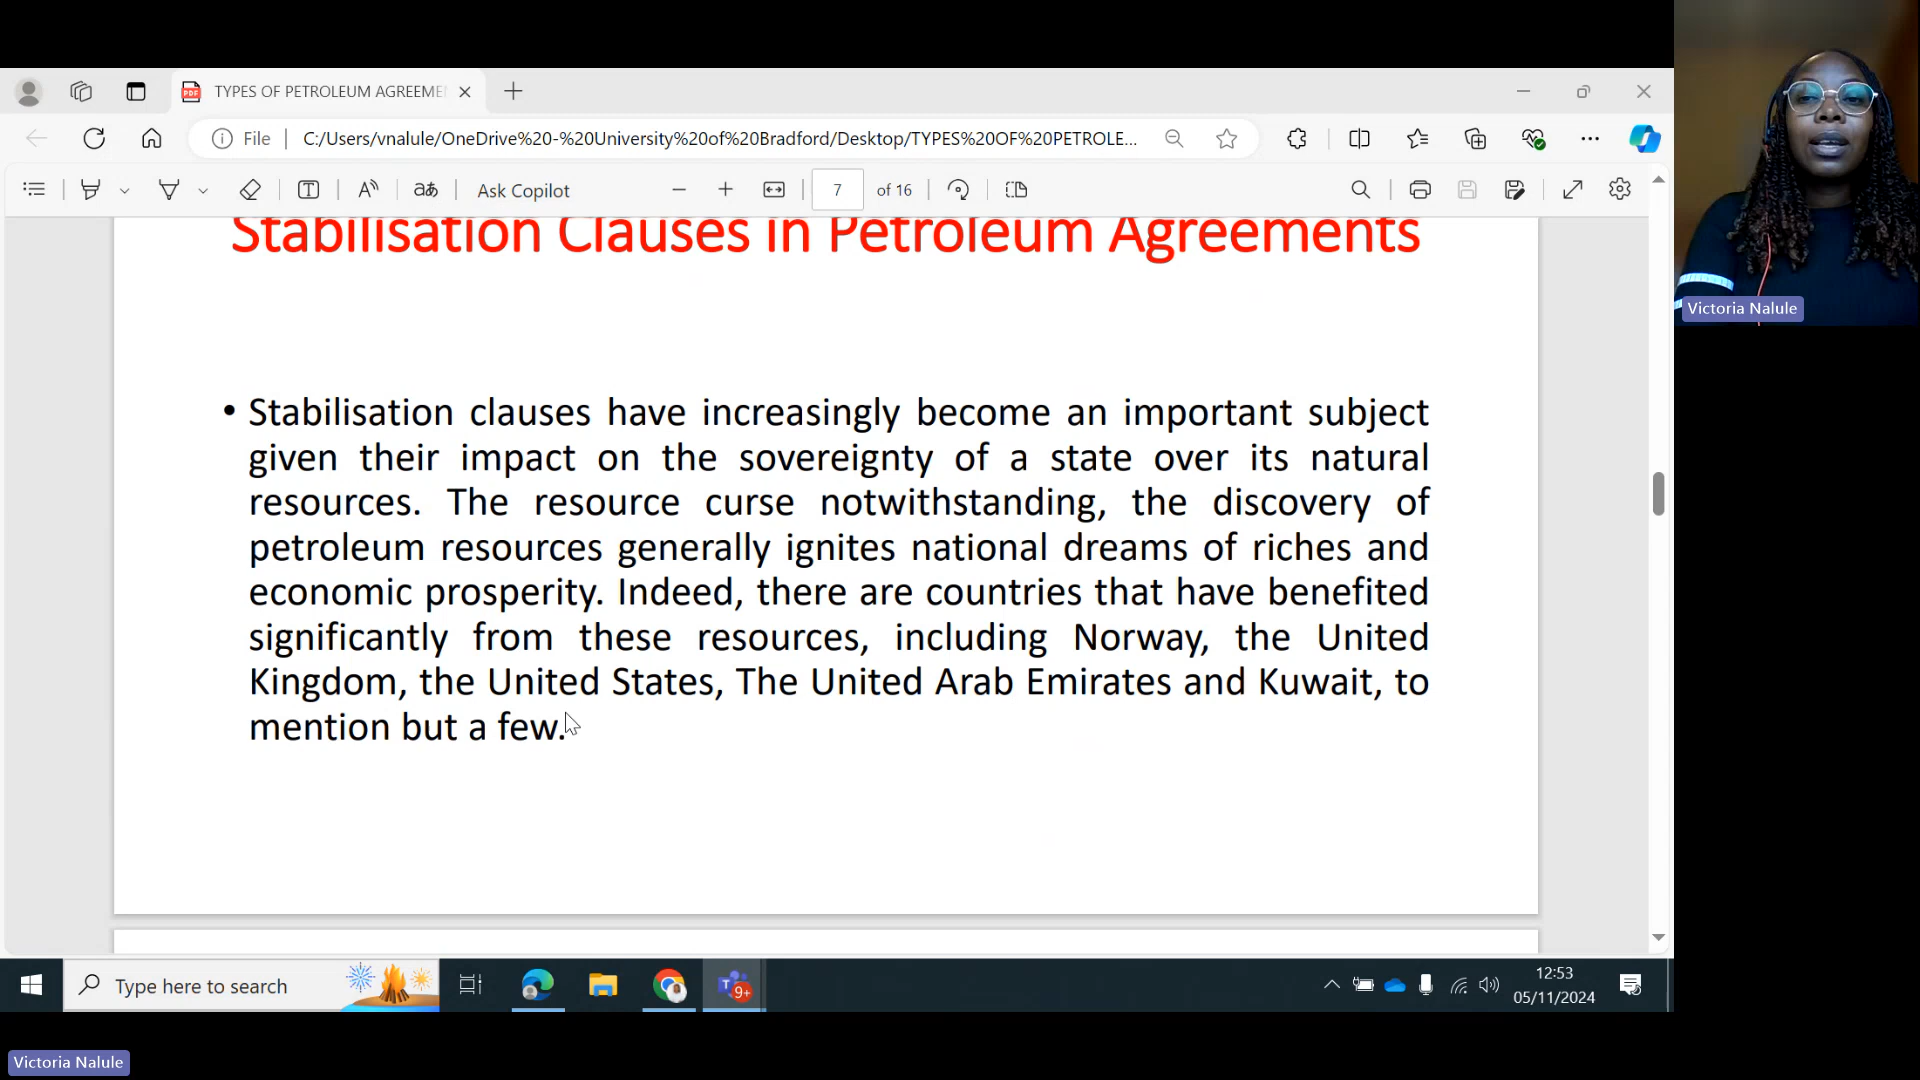 TYPES OF PETROLEUM AGREEME
File
C:/Users/vnalule/OneDrive%20-%20University%20of%20Bradford/Desktop/TYPES%20OF%20PETROLE...
Ask Copilot
7 of 16
Stabilisation Clauses in Petroleum Agreements
• Stabilisation clauses have increasingly become an important subject
given their impact on the sovereignty of a state over its natural
resources. The resource curse notwithstanding, the discovery of
petroleum resources generally ignites national dreams of riches and
economic prosperity. Indeed, there are countries that have benefited
significantly from these resources, including Norway, the United
Kingdom, the United States, The United Arab Emirates and Kuwait, to
mention but a few.
Victoria Nalule
Type here to search
9+
12:53
05/11/2024
Victoria Nalule